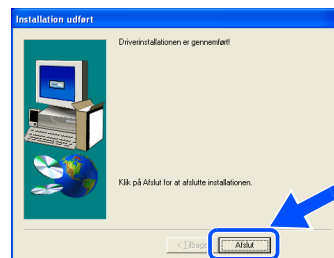 Installation udført
Driverinstallationen er gennemført!
Klik på Afslut for at afslutte installationen.
< Tilbage
Afslut